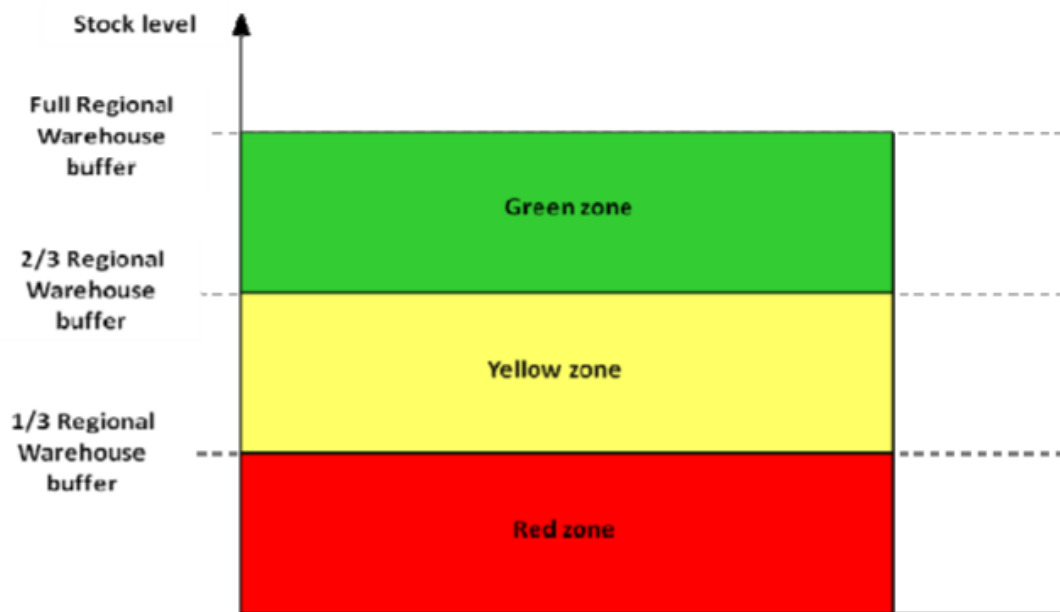 Stock level
Full Regional
Warehouse
buffer
Green zone
2/3 Regional
Warehouse
buffer
Yellow zone
1/3 Regional
Warehouse
buffer
Red zone